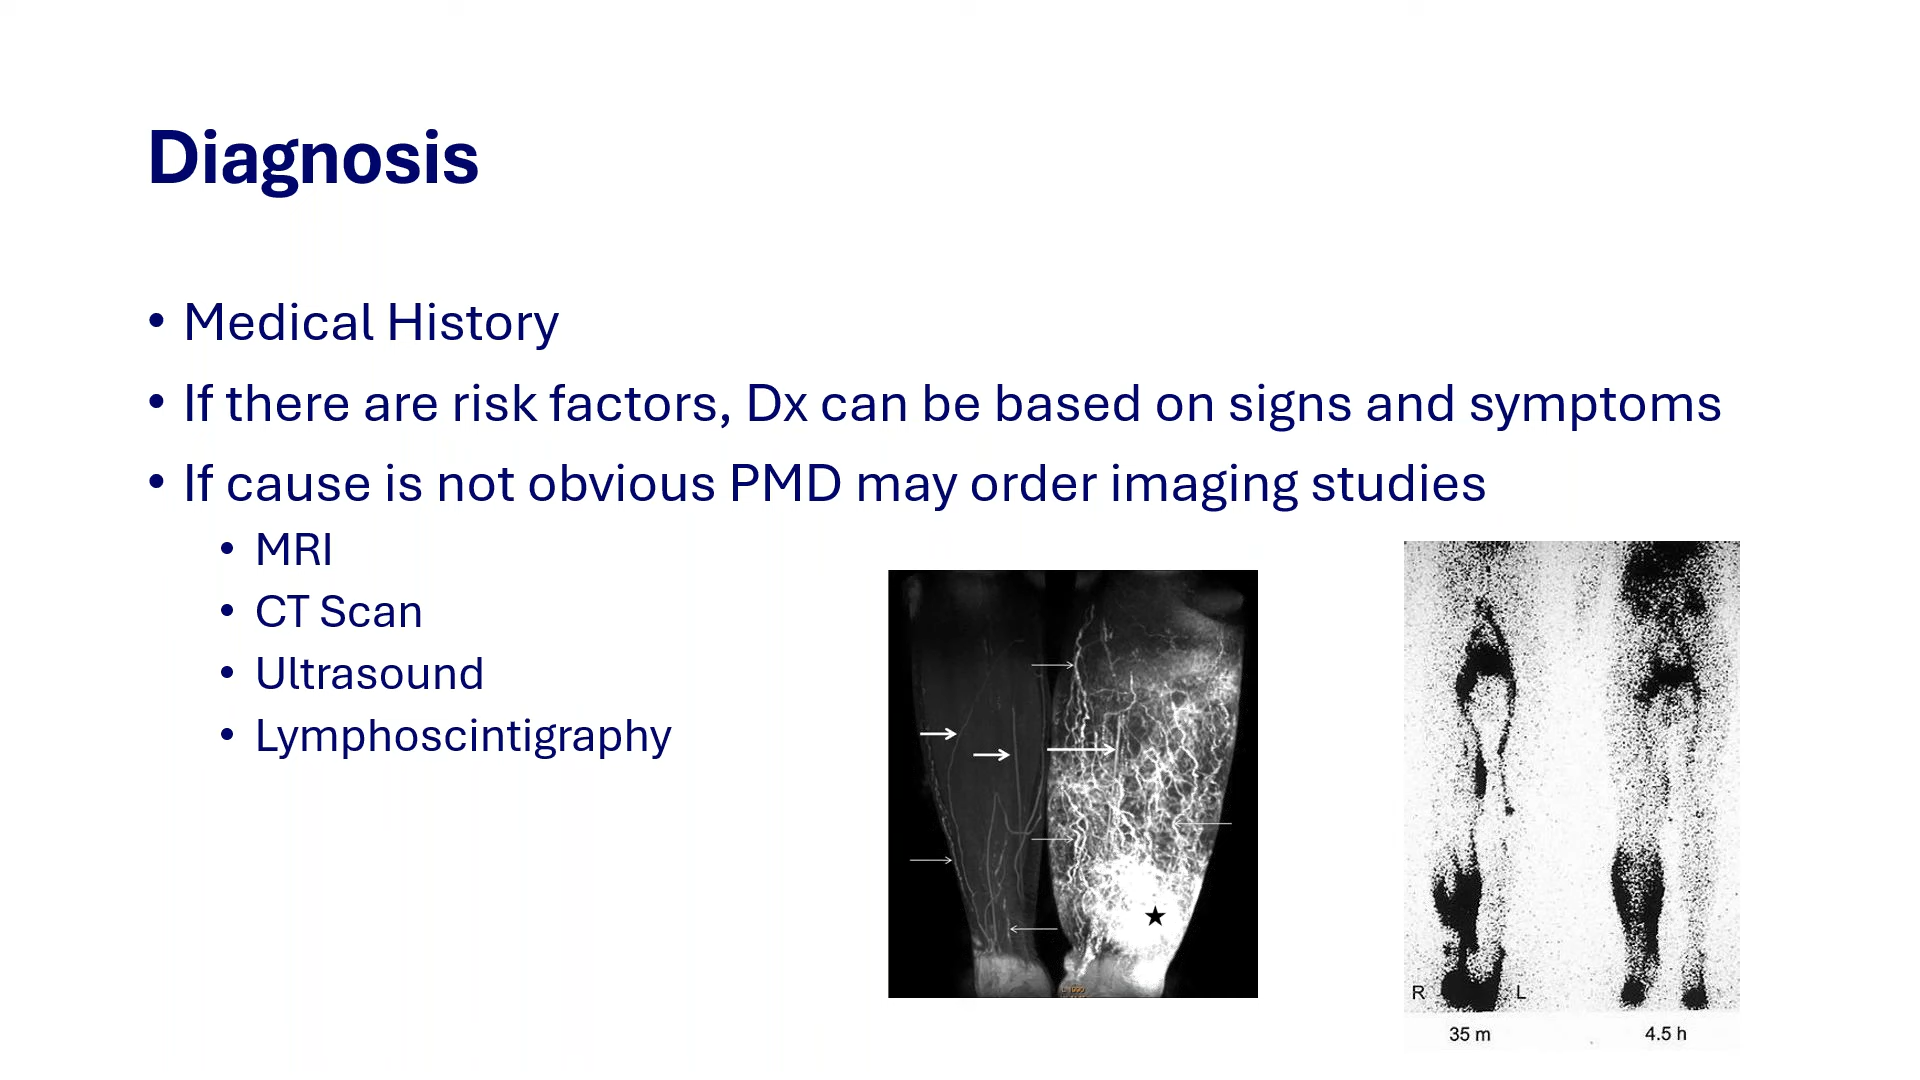 Diagnosis
• Medical History
• If there are risk factors, Dx can be based on signs and symptoms
• If cause is not obvious PMD may order imaging studies
• MRI
• CT Scan
• Ultrasound
• Lymphoscintigraphy
R L
35 m 4.5 h